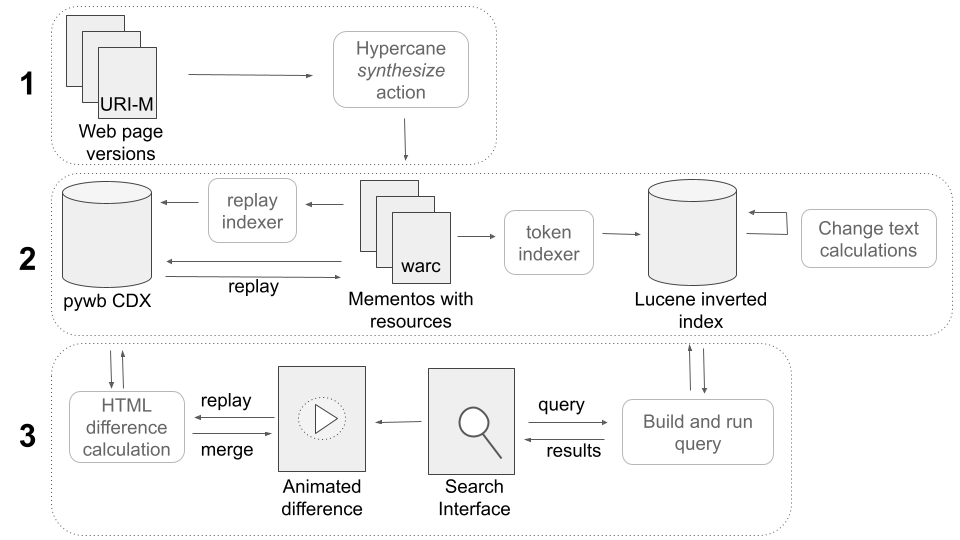 1
URI-M
Web page
versions
Hypercane
synthesize
action
2
pywb CDX
replay
indexer
replay
warc
Mementos with
resources
token
indexer
Lucene inverted
index
Change text
calculations
3
HTML
difference
calculation
replay
merge
Animated
difference
Search
Interface
query
results
Build and run
query